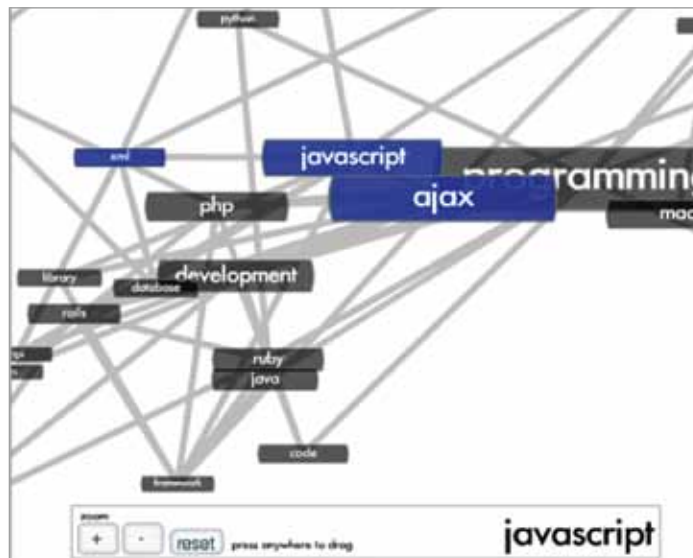 python
javascript
xml
programming
ajax
php
mac
development
library
database
rails
ruby
java
code
framework
zoom
+ - reset press anywhere to drag
javascript